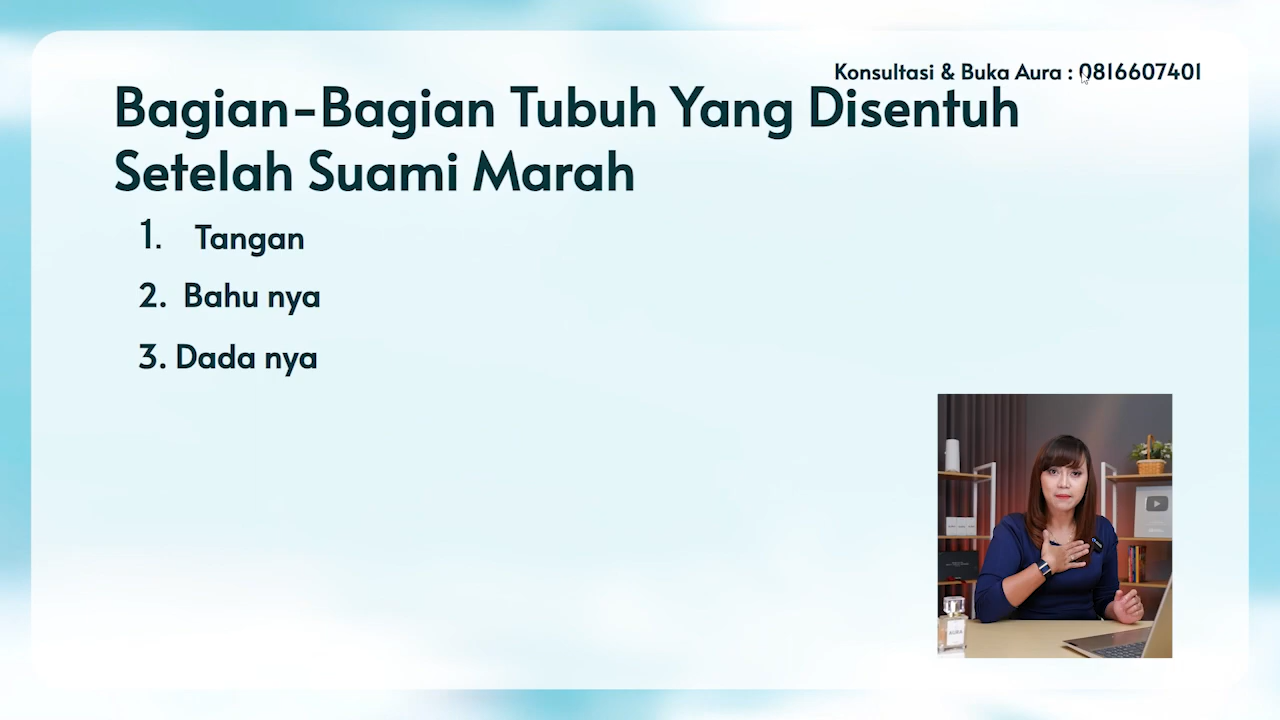 Konsultasi & Buka Aura : 0816607401
Bagian-Bagian Tubuh Yang Disentuh
Setelah Suami Marah
1. Tangan
2. Bahu nya
3. Dada nya